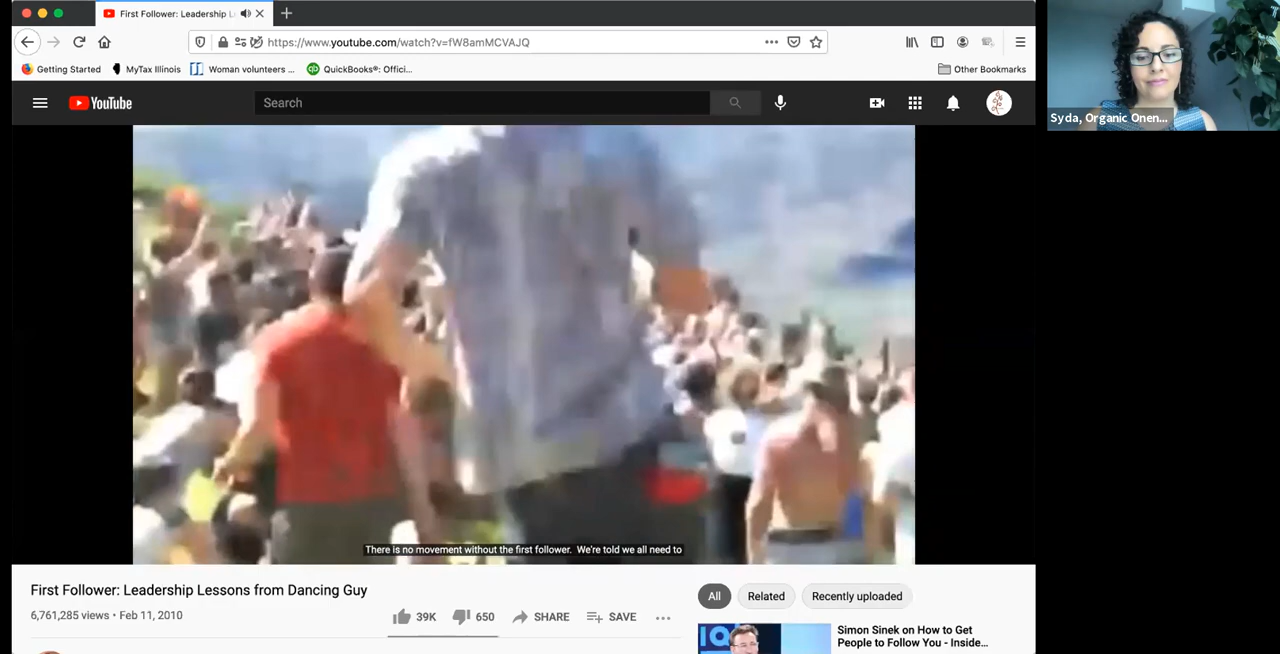 First Follower: Leadership L
https://www.youtube.com/watch?v=fW8amMCVAJQ
Getting Started
MyTax Illinois
Woman volunteers ...
QuickBooks®: Offici...
Other Bookmarks
YouTube
Search
Syda, Organic Onen...
There is no movement without the first follower. We're told we all need to
First Follower: Leadership Lessons from Dancing Guy
6,761,285 views • Feb 11, 2010
39K
650
SHARE
SAVE
All
Related
Recently uploaded
IQ
Simon Sinek on How to Get
People to Follow You - Inside...